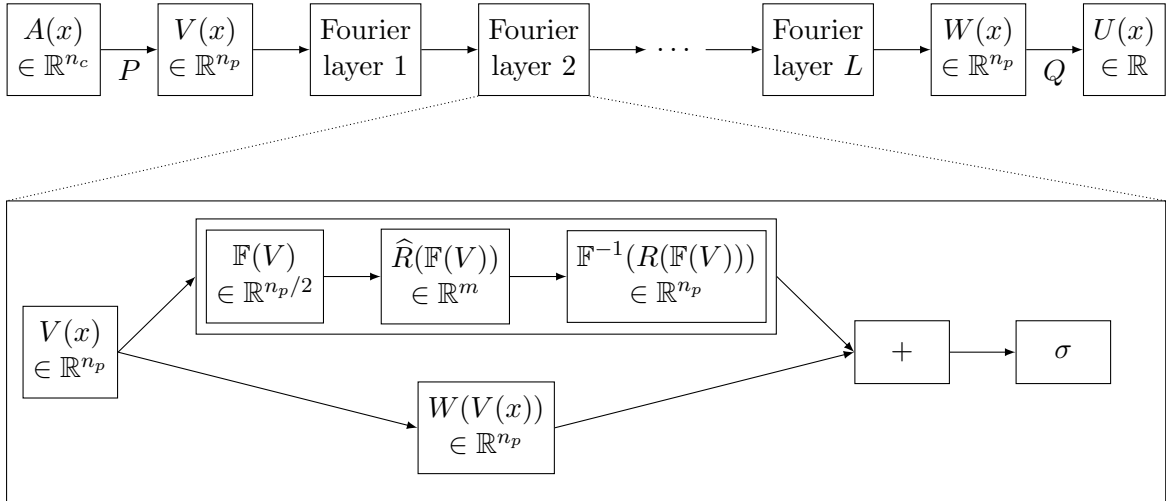 A(x)
∈ ℝ^{n_c}
P
V(x)
∈ ℝ^{n_p}
Fourier
layer 1
Fourier
layer 2
···
Fourier
layer L
W(x)
∈ ℝ^{n_p}
Q
U(x)
∈ ℝ
V(x)
∈ ℝ^{n_p}
𝔽(V)
∈ ℝ^{n_p/2}
R̂(𝔽(V))
∈ ℝ^m
𝔽^{-1}(R(𝔽(V)))
∈ ℝ^{n_p}
W(V(x))
∈ ℝ^{n_p}
+
σ